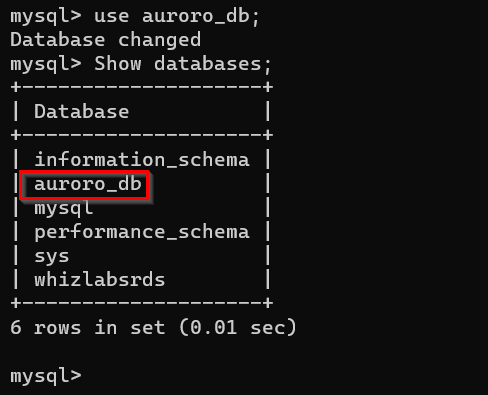 mysql> use auroro_db;
Database changed
mysql> Show databases;
+--------------------+
| Database           |
+--------------------+
| information_schema |
| auroro_db          |
| mysql              |
| performance_schema |
| sys                |
| whizlabsrds        |
+--------------------+
6 rows in set (0.01 sec)
mysql>